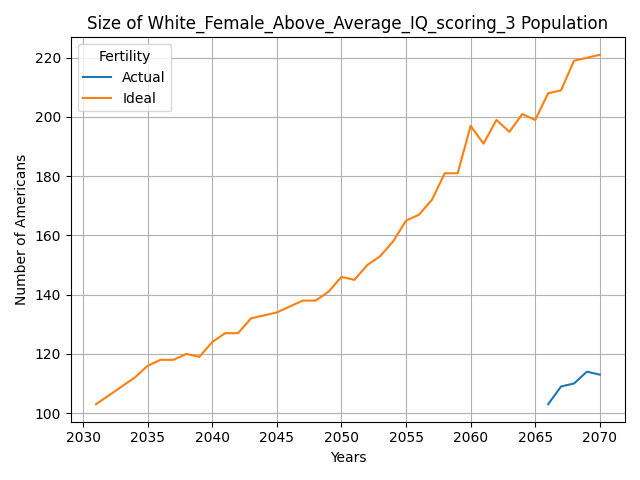 Size of White_Female_Above_Average_IQ_scoring_3 Population
Fertility
Actual
Ideal
Number of Americans
220
200
180
160
140
120
100
2030 2035 2040 2045 2050 2055 2060 2065 2070
Years